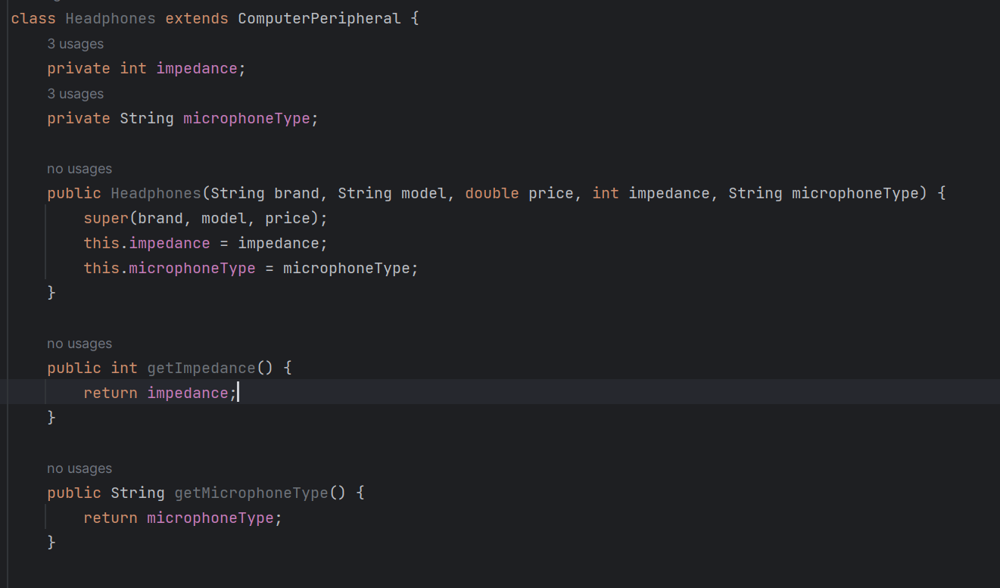 class Headphones extends ComputerPeripheral {
3 usages
private int impedance;
3 usages
private String microphoneType;
no usages
public Headphones(String brand, String model, double price, int impedance, String microphoneType) {
super(brand, model, price);
this.impedance = impedance;
this.microphoneType = microphoneType;
}
no usages
public int getImpedance() {
return impedance;
}
no usages
public String getMicrophoneType() {
return microphoneType;
}